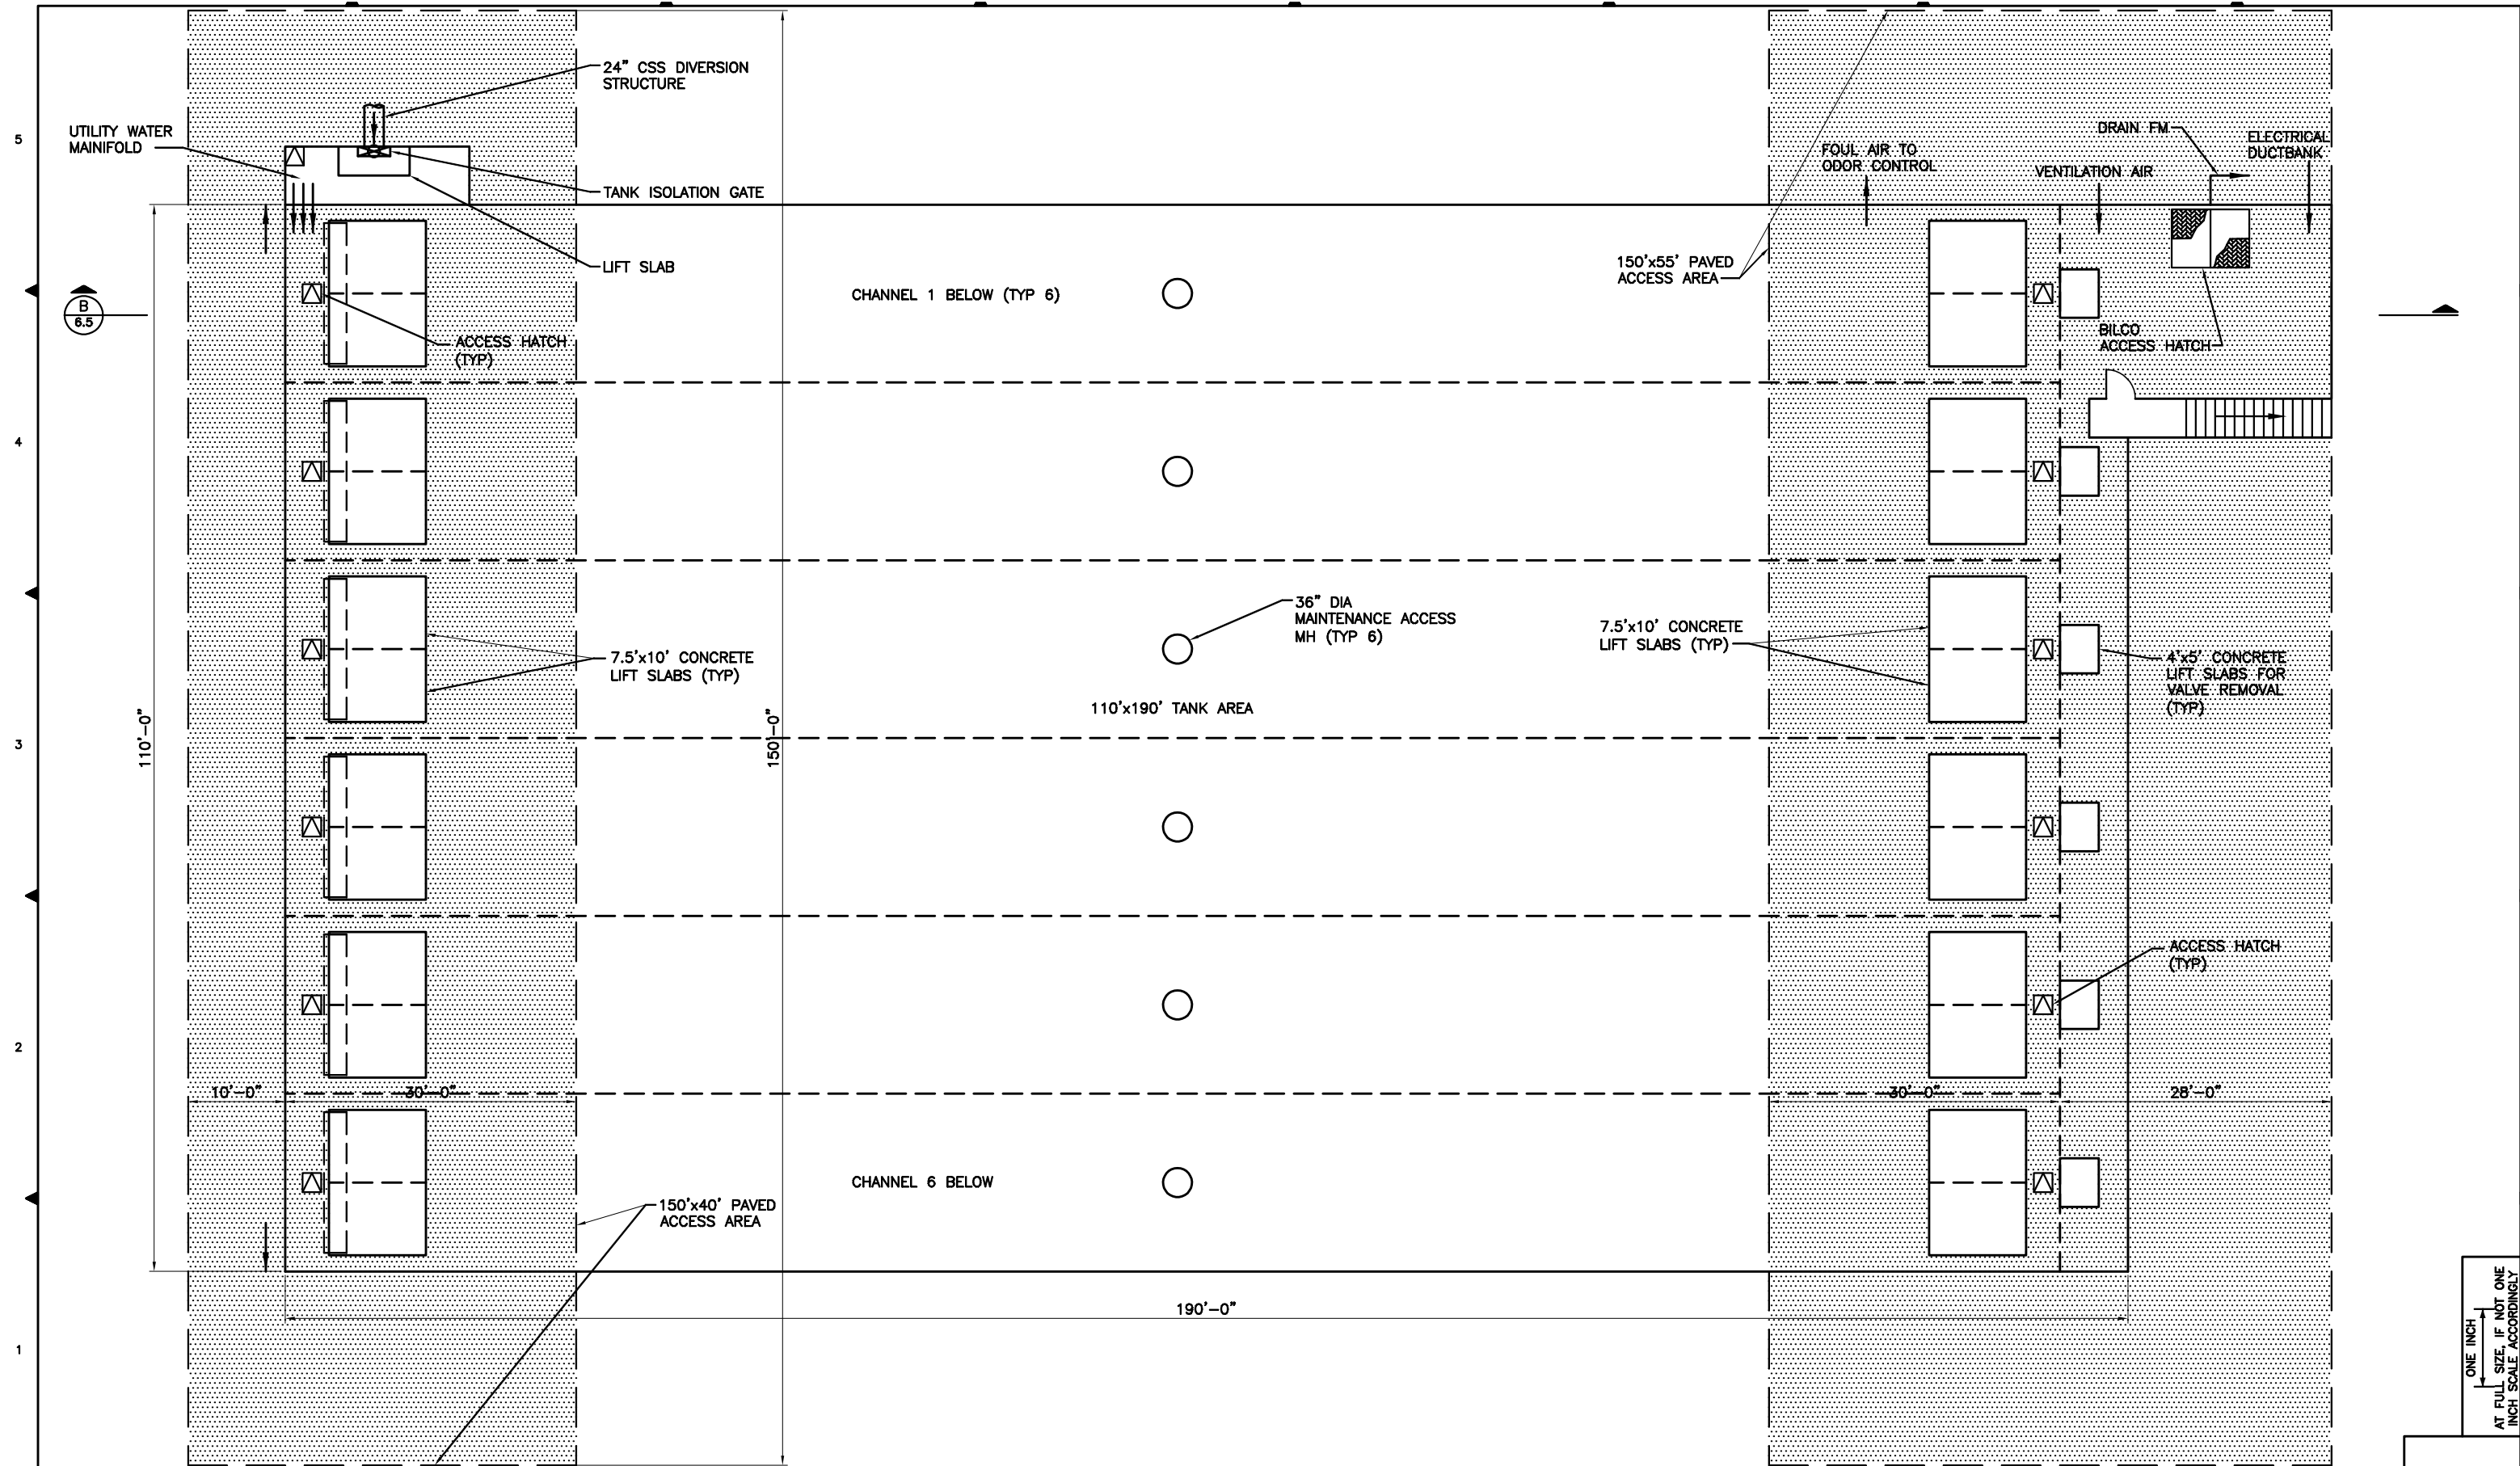 24" CSS DIVERSION
STRUCTURE
5
UTILITY WATER
MAINIFOLD
DRAIN FM
ELECTRICAL
DUCTBANK
FOUL AIR TO
ODOR CONTROL
VENTILATION AIR
TANK ISOLATION GATE
LIFT SLAB
150'x55' PAVED
ACCESS AREA
CHANNEL 1 BELOW (TYP 6)
B
6.5
ACCESS HATCH
(TYP)
BILCO
ACCESS HATCH
4
36" DIA
MAINTENANCE ACCESS
MH (TYP 6)
7.5'x10' CONCRETE
LIFT SLABS (TYP)
7.5'x10' CONCRETE
LIFT SLABS (TYP)
4'x5' CONCRETE
LIFT SLABS FOR
VALVE REMOVAL
(TYP)
110'x190' TANK AREA
110'-0"
150'-0"
3
ACCESS HATCH
(TYP)
2
10'-0"
30'-0"
30'-0"
28'-0"
CHANNEL 6 BELOW
150'x40' PAVED
ACCESS AREA
190'-0"
1
ONE INCH
AT FULL SIZE, IF NOT ONE
INCH SCALE ACCORDINGLY